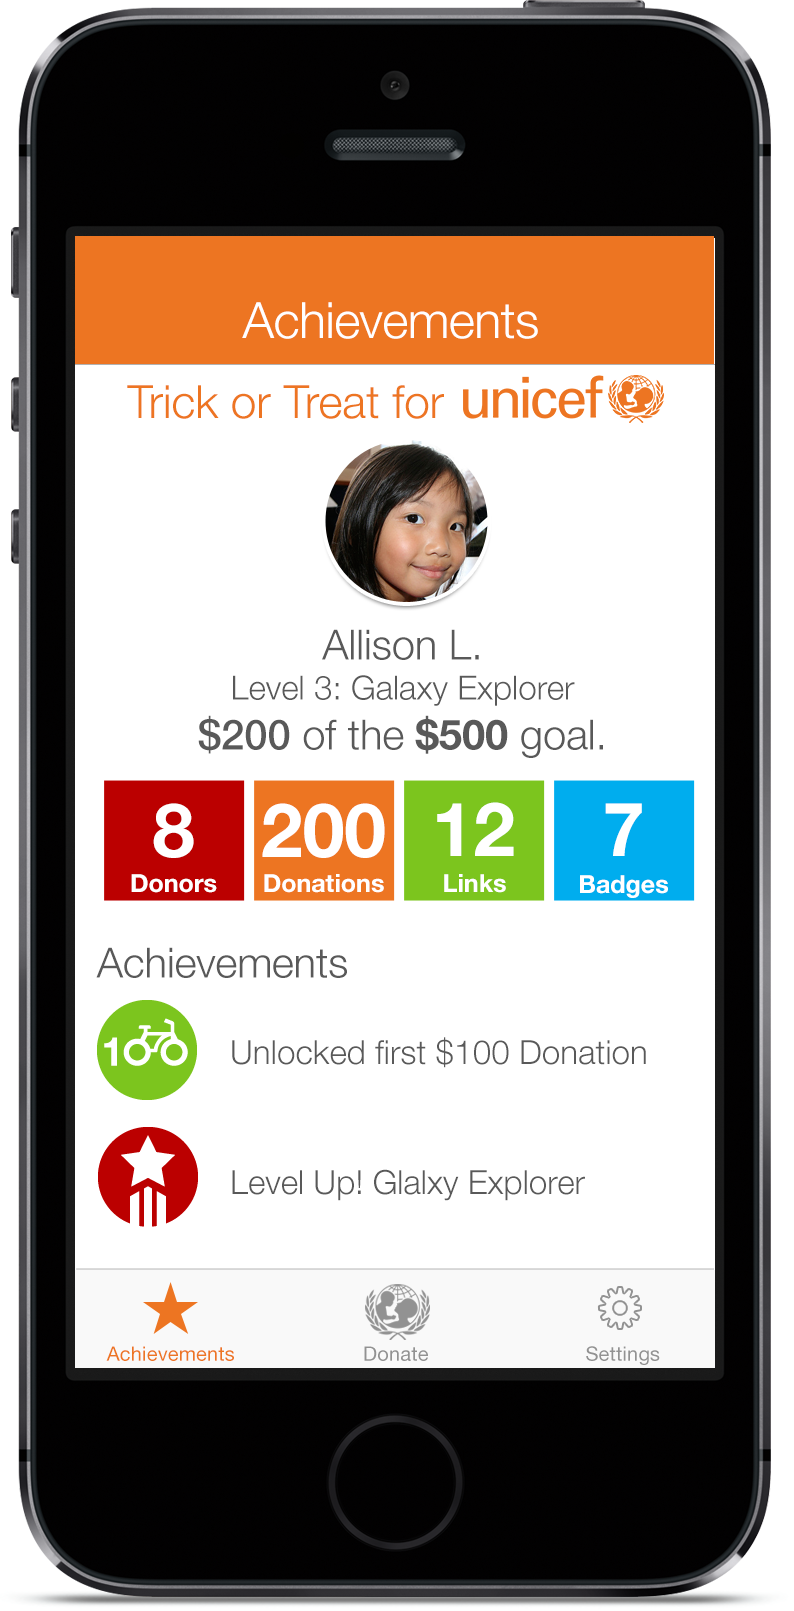 Achievements
Trick or Treat for unicef
Allison L.
Level 3: Galaxy Explorer
$200 of the $500 goal.
8 200 12 7
Donors Donations Links Badges
Achievements
100 Unlocked first $100 Donation
Level Up! Glalxy Explorer
Achievements Donate Settings